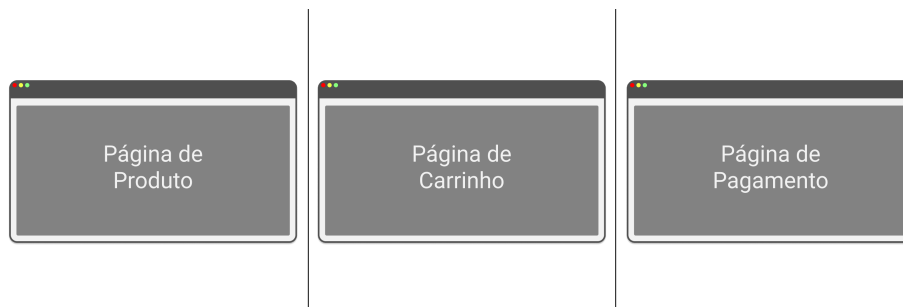 Página de
Produto
Página de
Carrinho
Página de
Pagamento